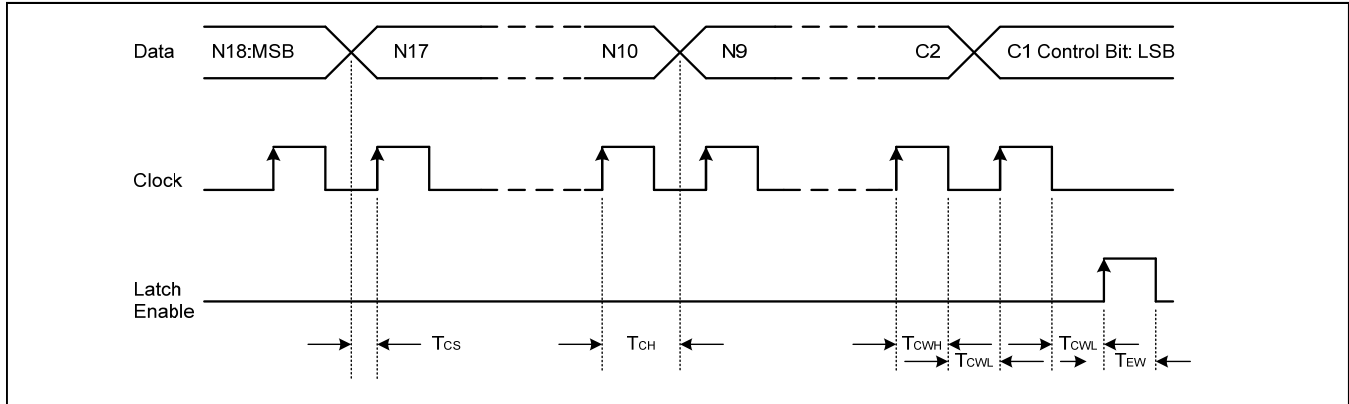 Data N18:MSB N17 N10 N9 C2 C1 Control Bit: LSB
Clock
Latch
Enable
TCS TCH TCWH TCWL
TCWL TEW